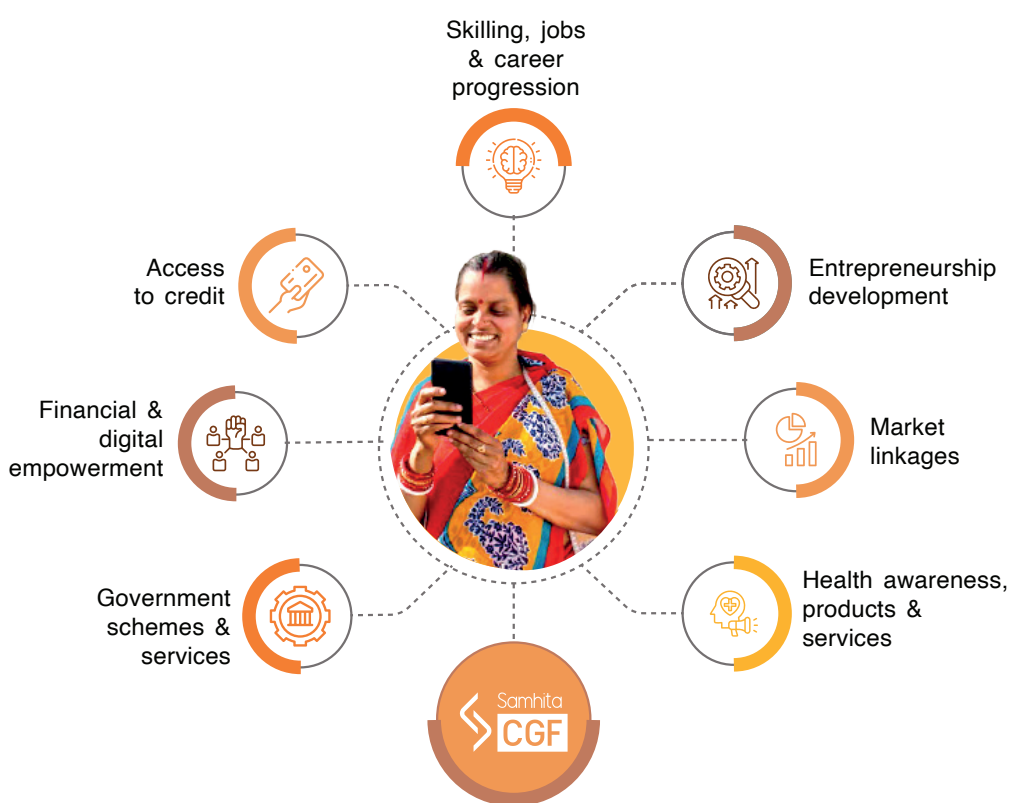 Skilling, jobs
& career
progression
Access
to credit
Entrepreneurship
development
Financial &
digital
empowerment
Market
linkages
Government
schemes &
services
Health awareness,
products &
services
Samhita
CGF